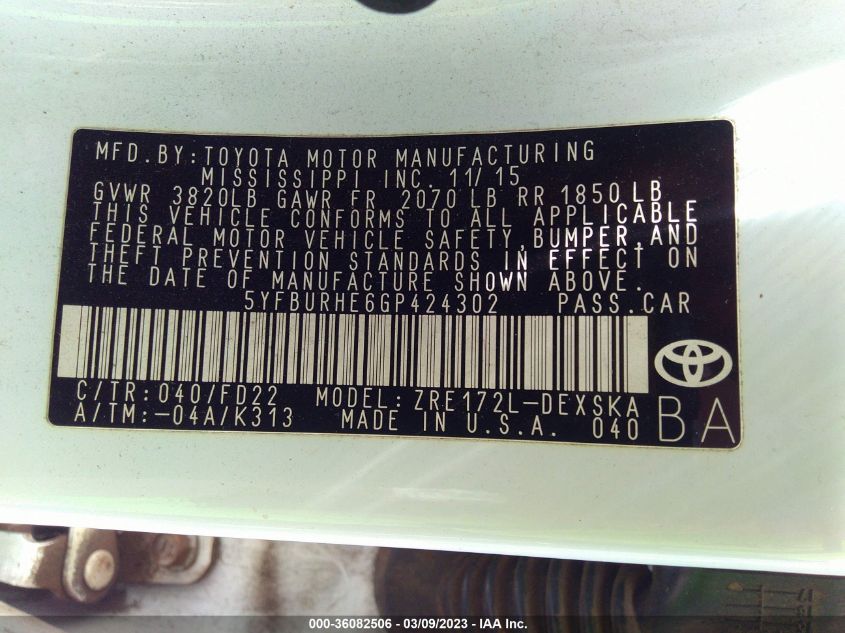 MFD.BY:TOYOTA MOTOR MANUFACTURING
MISSISSIPPI INC. 11/15
GVWR 3820LB GAWR FR 2070 LB RR 1850LB
THIS VEHICLE CONFORMS TO ALL APPLICABLE
FEDERAL MOTOR VEHICLE SAFETY,BUMPER,AND
THEFT PREVENTION STANDARDS IN EFFECT ON
THE DATE OF MANUFACTURE SHOWN ABOVE.
5YFBURHE6GP424302 PASS.CAR
C/TR:040/FD22 MODEL:ZRE172L-DEXSKA
A/TM:-04A/K313 MADE IN U.S.A. 040
BA
000-36082506 - 03/09/2023 - IAA Inc.